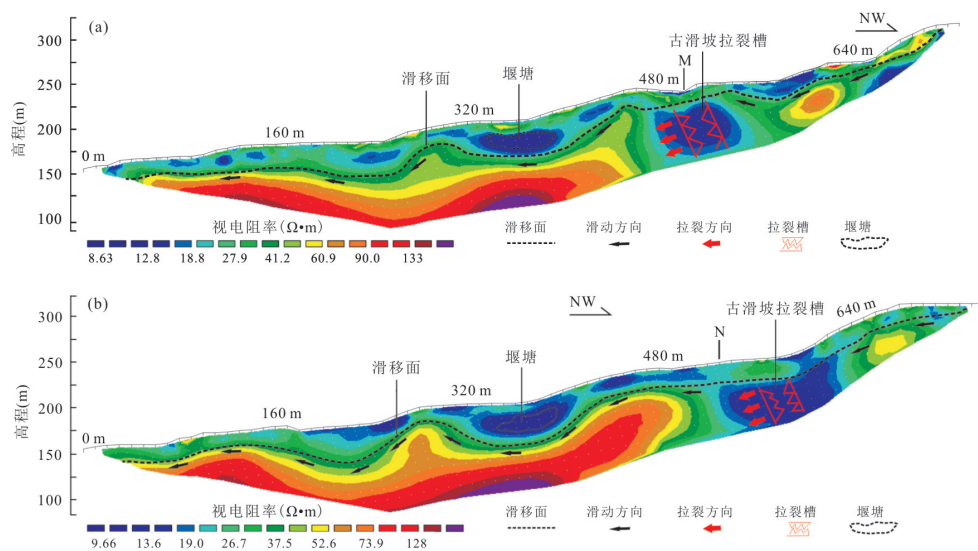 (a)
NW
古滑坡拉裂槽
640 m
M
480 m
滑移面
堰塘
320 m
160 m
0 m
高程(m)
300
250
200
150
100
视电阻率(Ω•m)
8.63 12.8 18.8 27.9 41.2 60.9 90.0 133
滑移面 滑动方向 拉裂方向 拉裂槽 堰塘
(b)
NW
古滑坡拉裂槽
640 m
N
480 m
堰塘
滑移面
320 m
160 m
0 m
高程(m)
300
250
200
150
100
视电阻率(Ω•m)
9.66 13.6 19.0 26.7 37.5 52.6 73.9 128
滑移面 滑动方向 拉裂方向 拉裂槽 堰塘